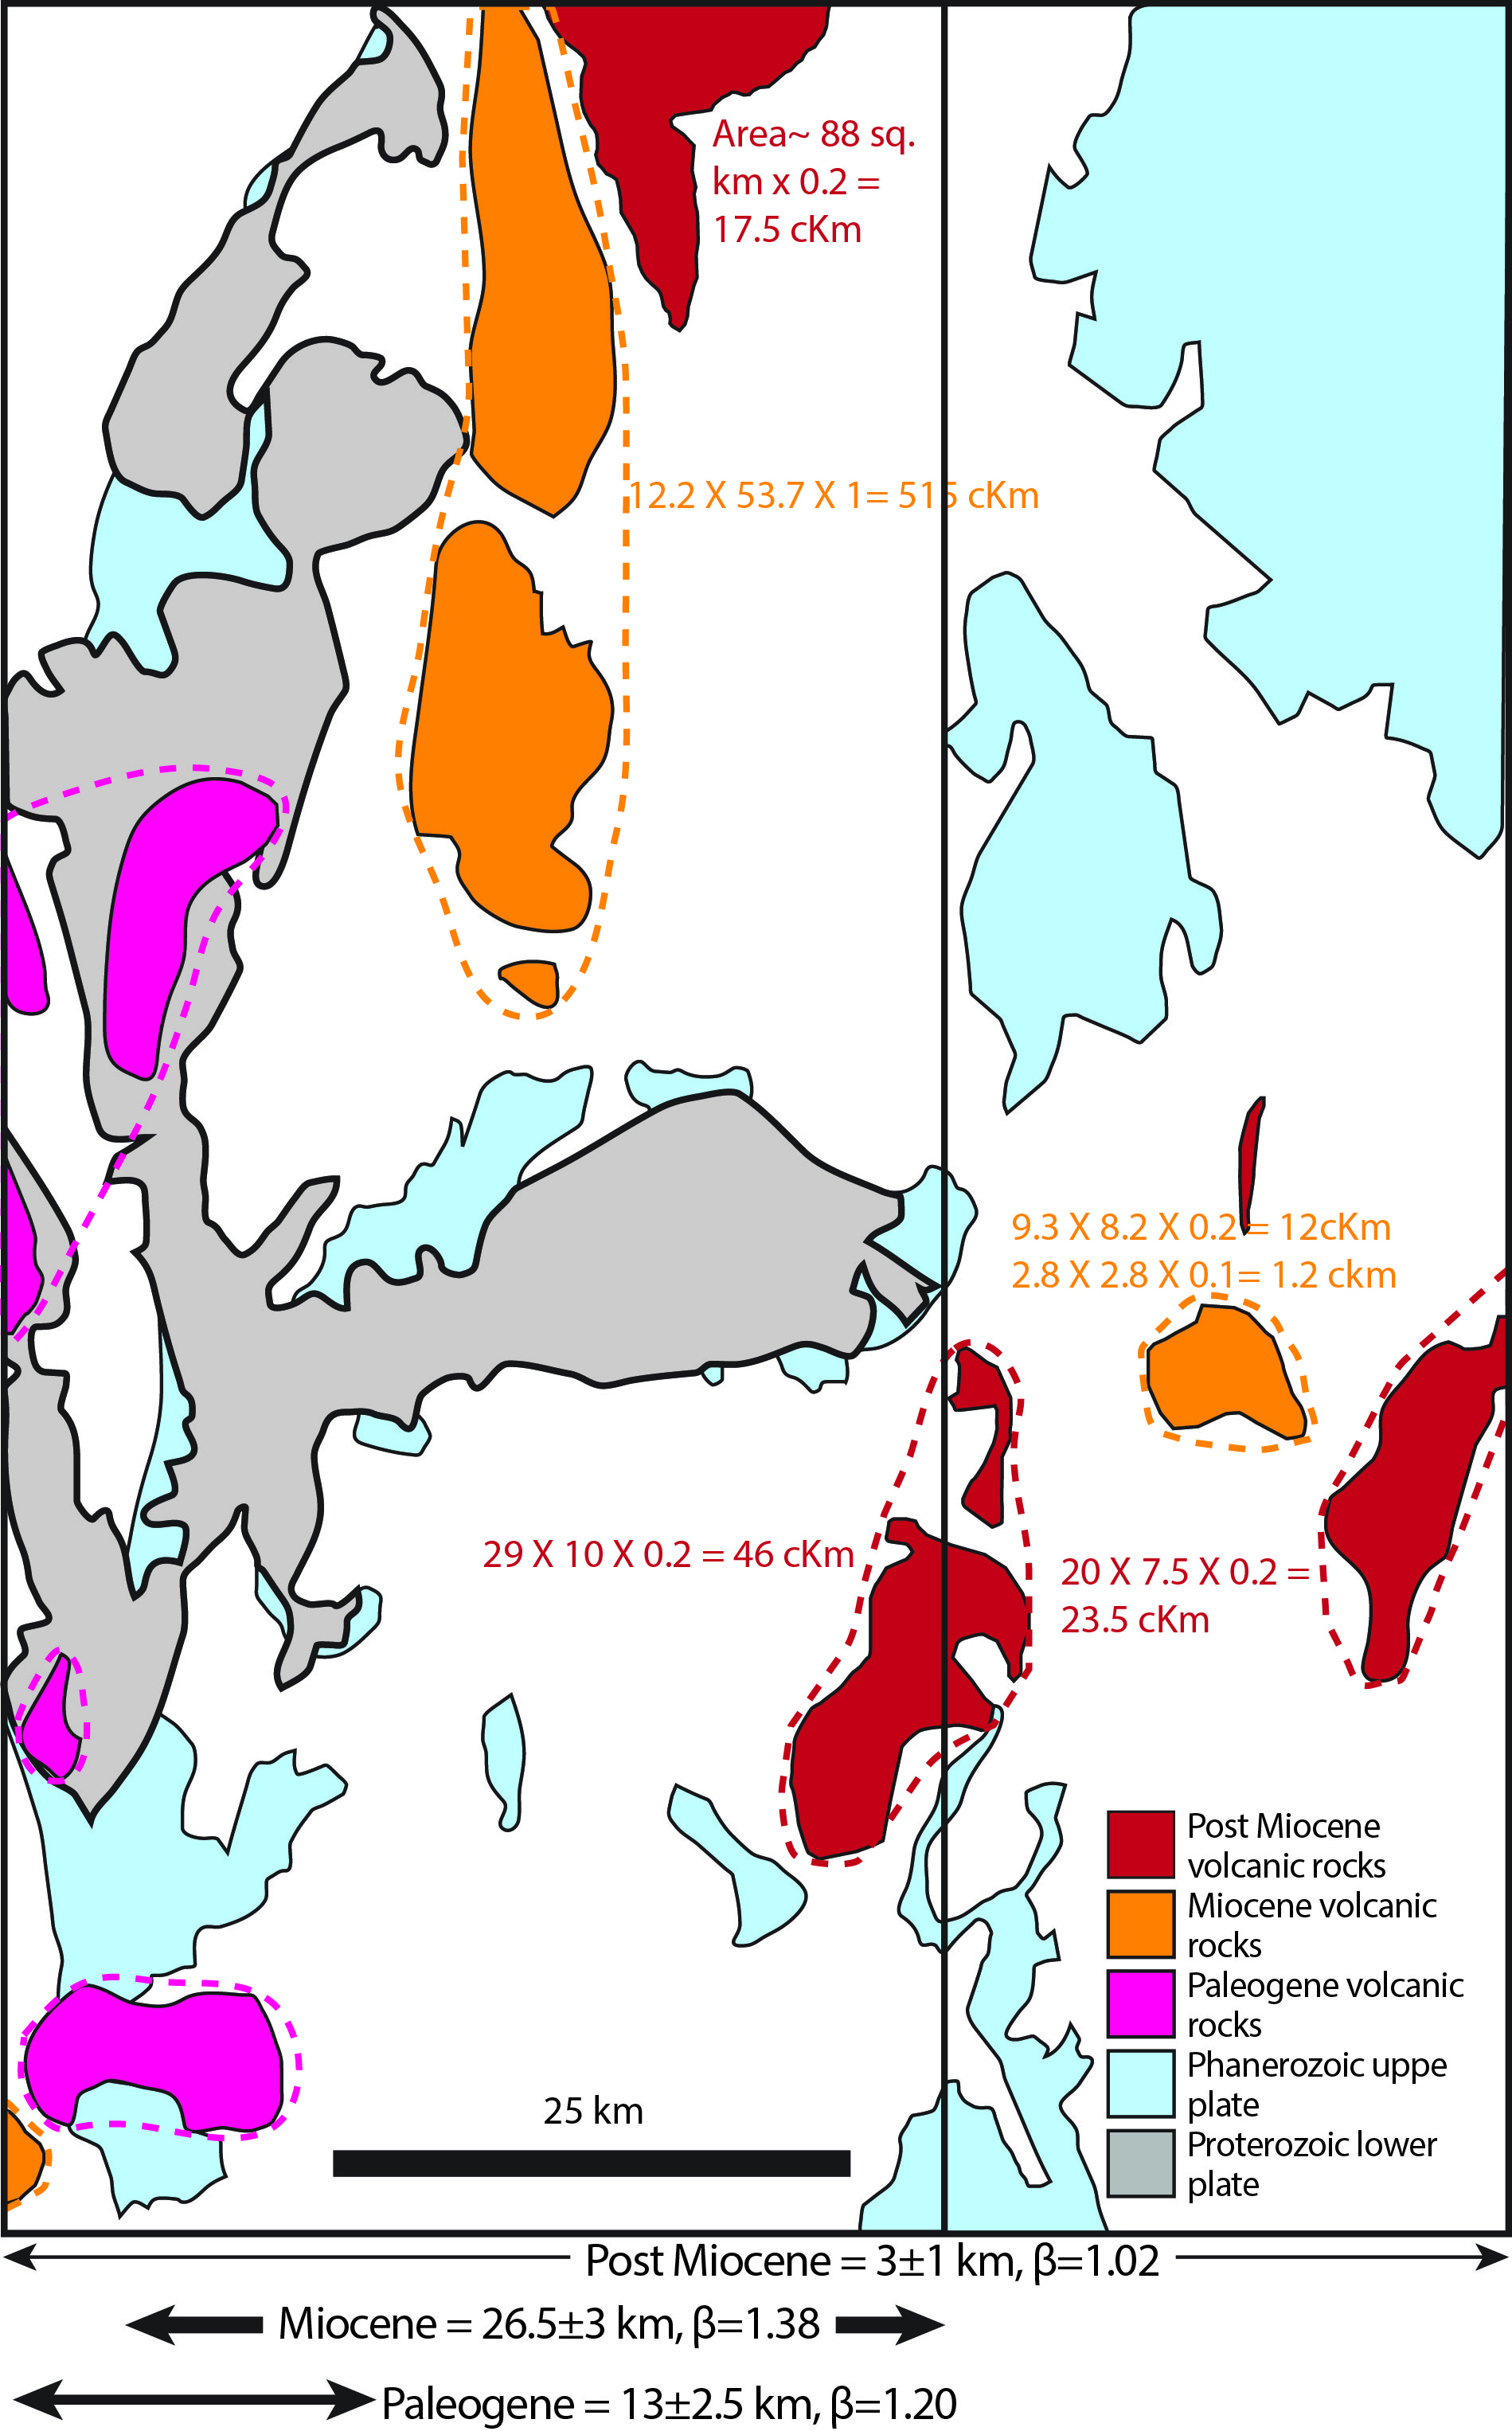 Area~ 88 sq.
km x 0.2 =
17.5 cKm
12.2 X 53.7 X 1= 515 cKm
9.3 X 8.2 X 0.2 = 12cKm
2.8 X 2.8 X 0.1= 1.2 ckm
29 X 10 X 0.2 = 46 cKm
20 X 7.5 X 0.2 =
23.5 cKm
Post Miocene
volcanic rocks
Miocene volcanic
rocks
Paleogene volcanic
rocks
Phanerozoic uppe
plate
Proterozoic lower
plate
25 km
Post Miocene = 3±1 km, β=1.02
Miocene = 26.5±3 km, β=1.38
Paleogene = 13±2.5 km, β=1.20